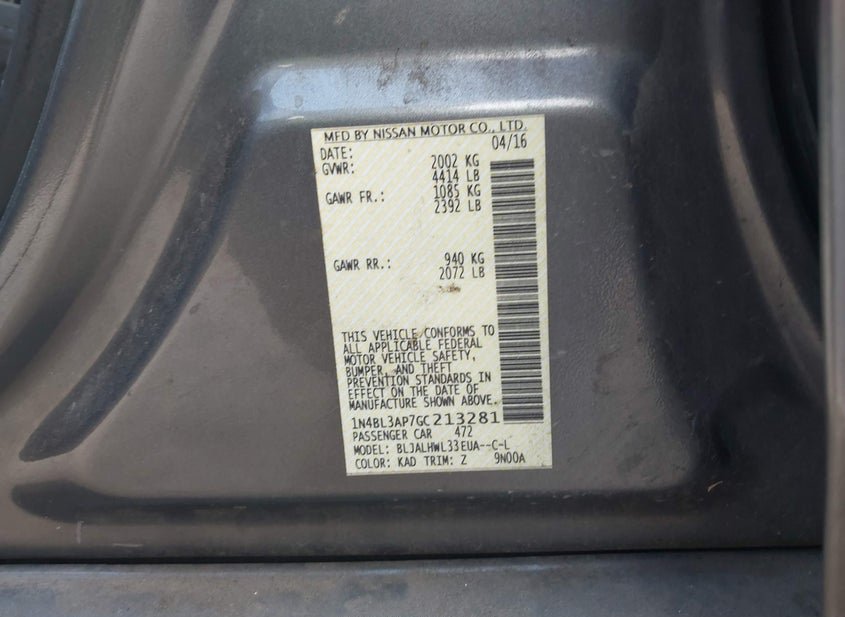 MFD BY NISSAN MOTOR CO., LTD.
DATE: 04/16
GVWR: 2002 KG
4414 LB
GAWR FR.: 1085 KG
2392 LB
GAWR RR.: 940 KG
2072 LB
THIS VEHICLE CONFORMS TO
ALL APPLICABLE FEDERAL
MOTOR VEHICLE SAFETY,
BUMPER, AND THEFT
PREVENTION STANDARDS IN
EFFECT ON THE DATE OF
MANUFACTURE SHOWN ABOVE.
1N4BL3AP7GC213281
PASSENGER CAR 472
MODEL: BLJALHWL33EUA--C-L
COLOR: KAD TRIM: Z 9N00A